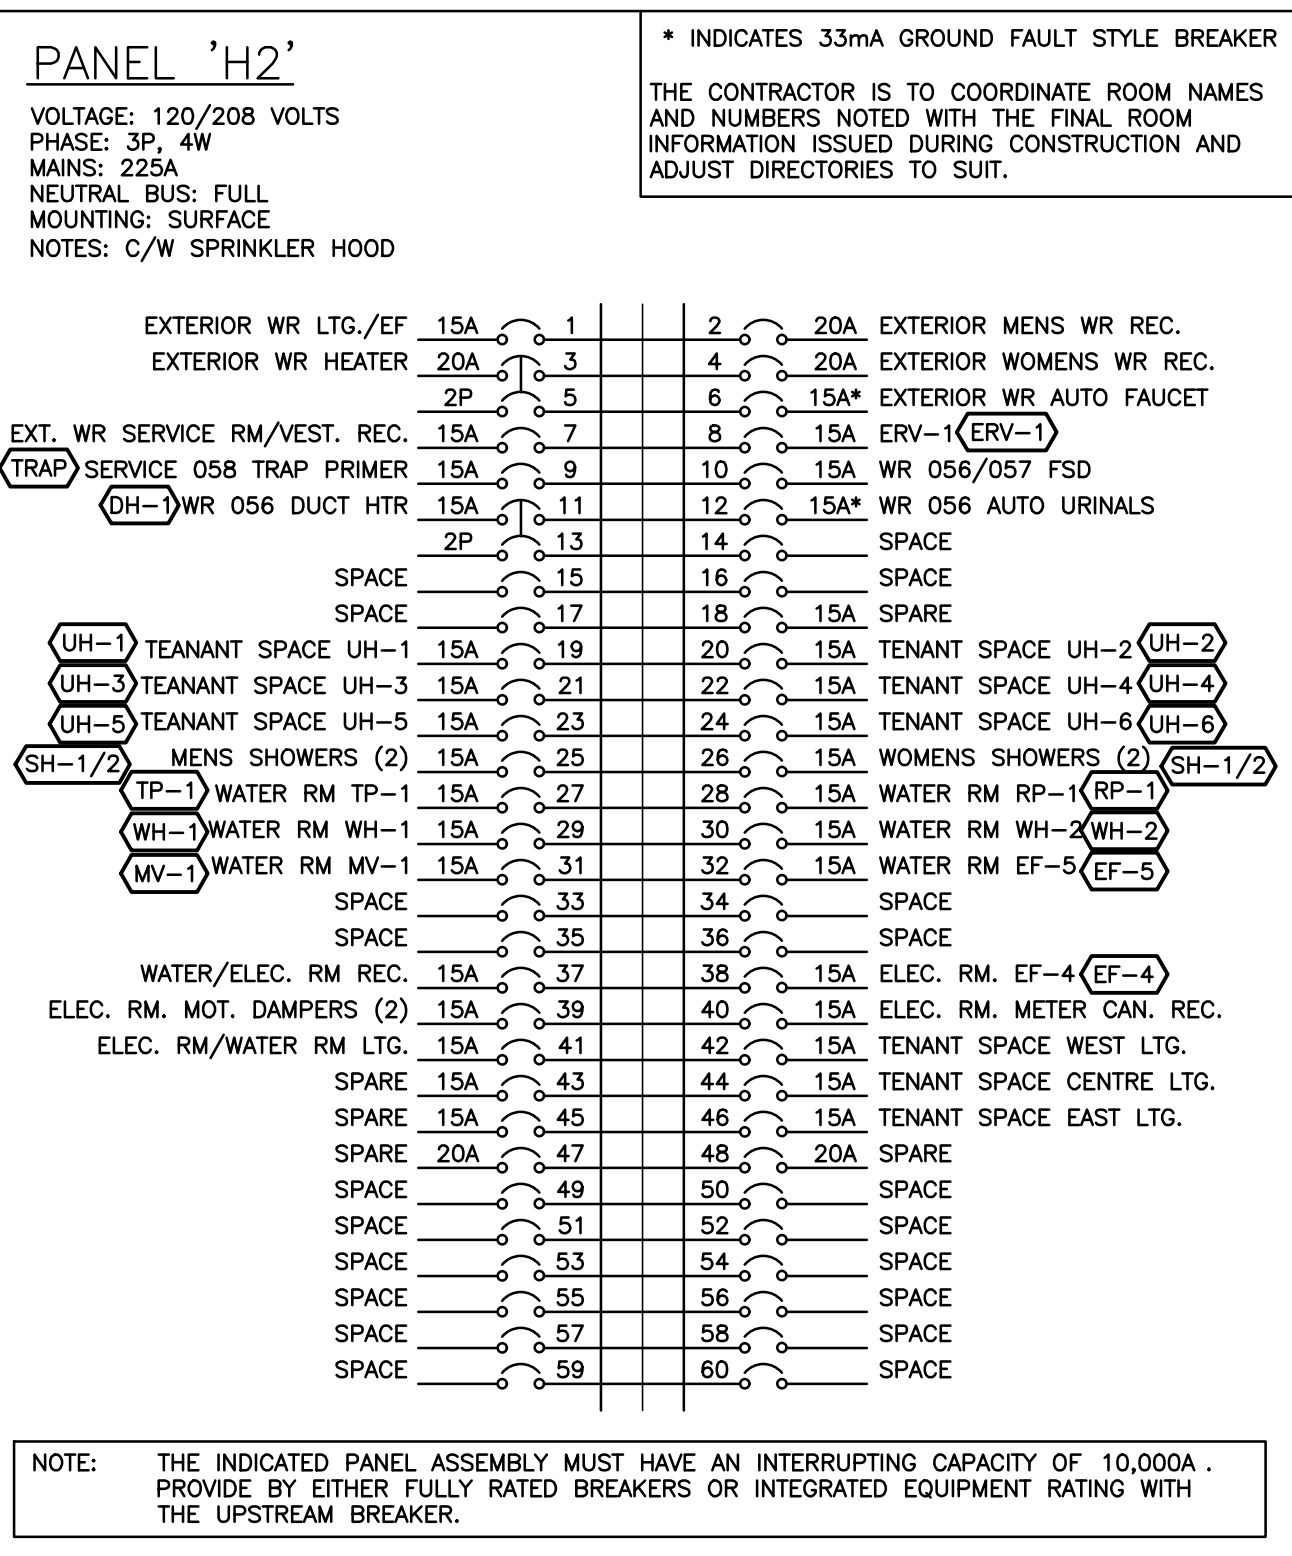 PANEL 'H2'
VOLTAGE: 120/208 VOLTS
PHASE: 3P, 4W
MAINS: 225A
NEUTRAL BUS: FULL
MOUNTING: SURFACE
NOTES: C/W SPRINKLER HOOD
* INDICATES 33mA GROUND FAULT STYLE BREAKER
THE CONTRACTOR IS TO COORDINATE ROOM NAMES
AND NUMBERS NOTED WITH THE FINAL ROOM
INFORMATION ISSUED DURING CONSTRUCTION AND
ADJUST DIRECTORIES TO SUIT.
EXTERIOR WR LTG./EF 15A 1 2 20A EXTERIOR MENS WR REC.
EXTERIOR WR HEATER 20A 3 4 20A EXTERIOR WOMENS WR REC.
2P 5 6 15A* EXTERIOR WR AUTO FAUCET
EXT. WR SERVICE RM/VEST. REC. 15A 7 8 15A ERV-1 ERV-1
TRAP SERVICE 058 TRAP PRIMER 15A 9 10 15A WR 056/057 FSD
DH-1 WR 056 DUCT HTR 15A 11 12 15A* WR 056 AUTO URINALS
2P 13 14 SPACE
SPACE 15 16 SPACE
SPACE 17 18 15A SPARE
UH-1 TEANANT SPACE UH-1 15A 19 20 15A TENANT SPACE UH-2 UH-2
UH-3 TEANANT SPACE UH-3 15A 21 22 15A TENANT SPACE UH-4 UH-4
UH-5 TEANANT SPACE UH-5 15A 23 24 15A TENANT SPACE UH-6 UH-6
SH-1/2 MENS SHOWERS (2) 15A 25 26 15A WOMENS SHOWERS (2) SH-1/2
TP-1 WATER RM TP-1 15A 27 28 15A WATER RM RP-1 RP-1
WH-1 WATER RM WH-1 15A 29 30 15A WATER RM WH-2 WH-2
MV-1 WATER RM MV-1 15A 31 32 15A WATER RM EF-5 EF-5
SPACE 33 34 SPACE
SPACE 35 36 SPACE
WATER/ELEC. RM REC. 15A 37 38 15A ELEC. RM. EF-4 EF-4
ELEC. RM. MOT. DAMPERS (2) 15A 39 40 15A ELEC. RM. METER CAN. REC.
ELEC. RM/WATER RM LTG. 15A 41 42 15A TENANT SPACE WEST LTG.
SPARE 15A 43 44 15A TENANT SPACE CENTRE LTG.
SPARE 15A 45 46 15A TENANT SPACE EAST LTG.
SPARE 20A 47 48 20A SPARE
SPACE 49 50 SPACE
SPACE 51 52 SPACE
SPACE 53 54 SPACE
SPACE 55 56 SPACE
SPACE 57 58 SPACE
SPACE 59 60 SPACE
NOTE: THE INDICATED PANEL ASSEMBLY MUST HAVE AN INTERRUPTING CAPACITY OF 10,000A .
PROVIDE BY EITHER FULLY RATED BREAKERS OR INTEGRATED EQUIPMENT RATING WITH
THE UPSTREAM BREAKER.